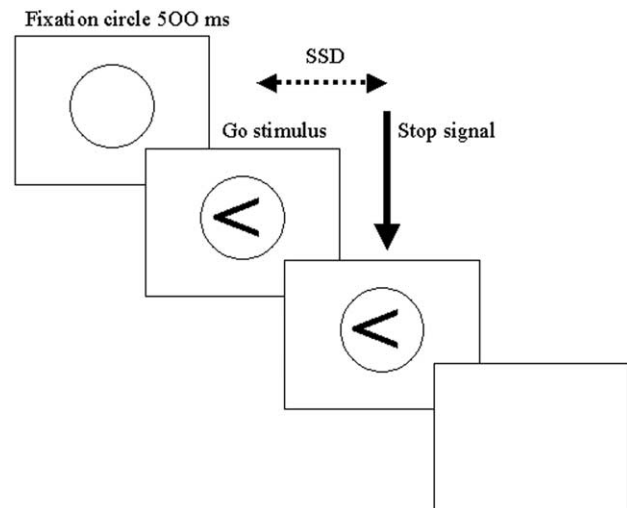 Fixation circle 500 ms
SSD
Go stimulus
Stop signal
<
<